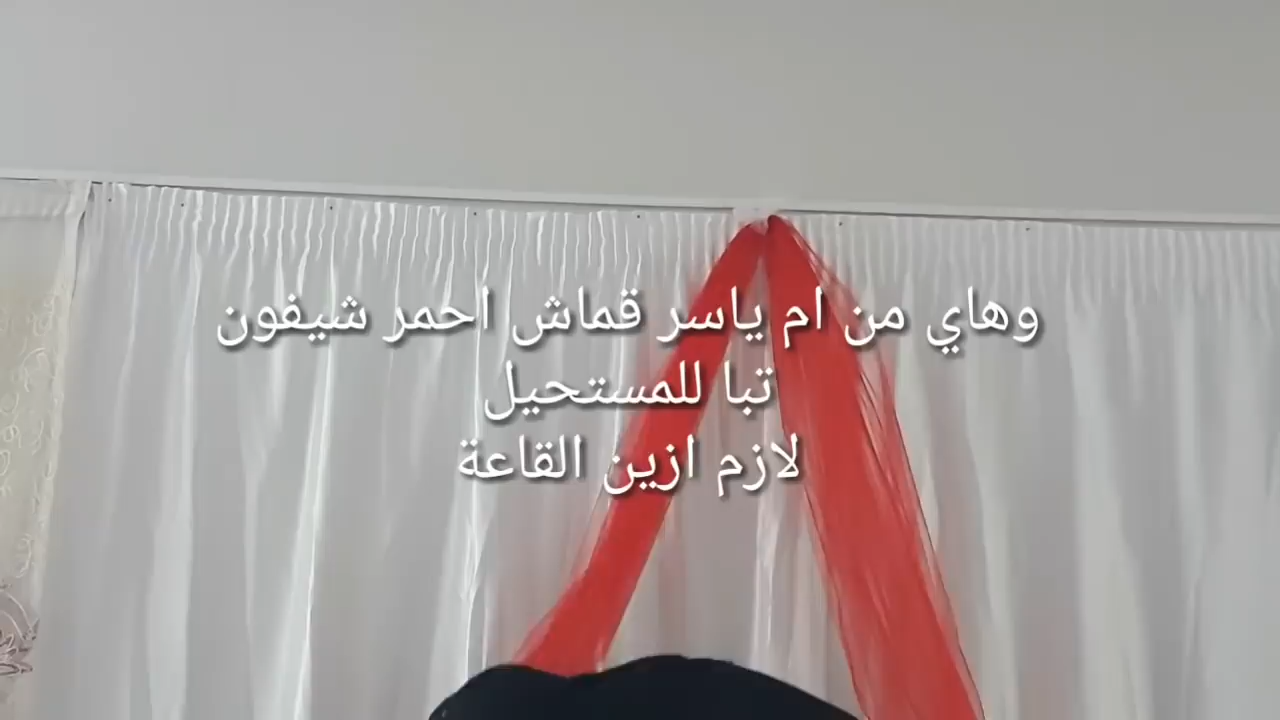 وهاي من ام ياسر قماش احمر شيفون
تبا للمستحيل
لازم ازين القاعة